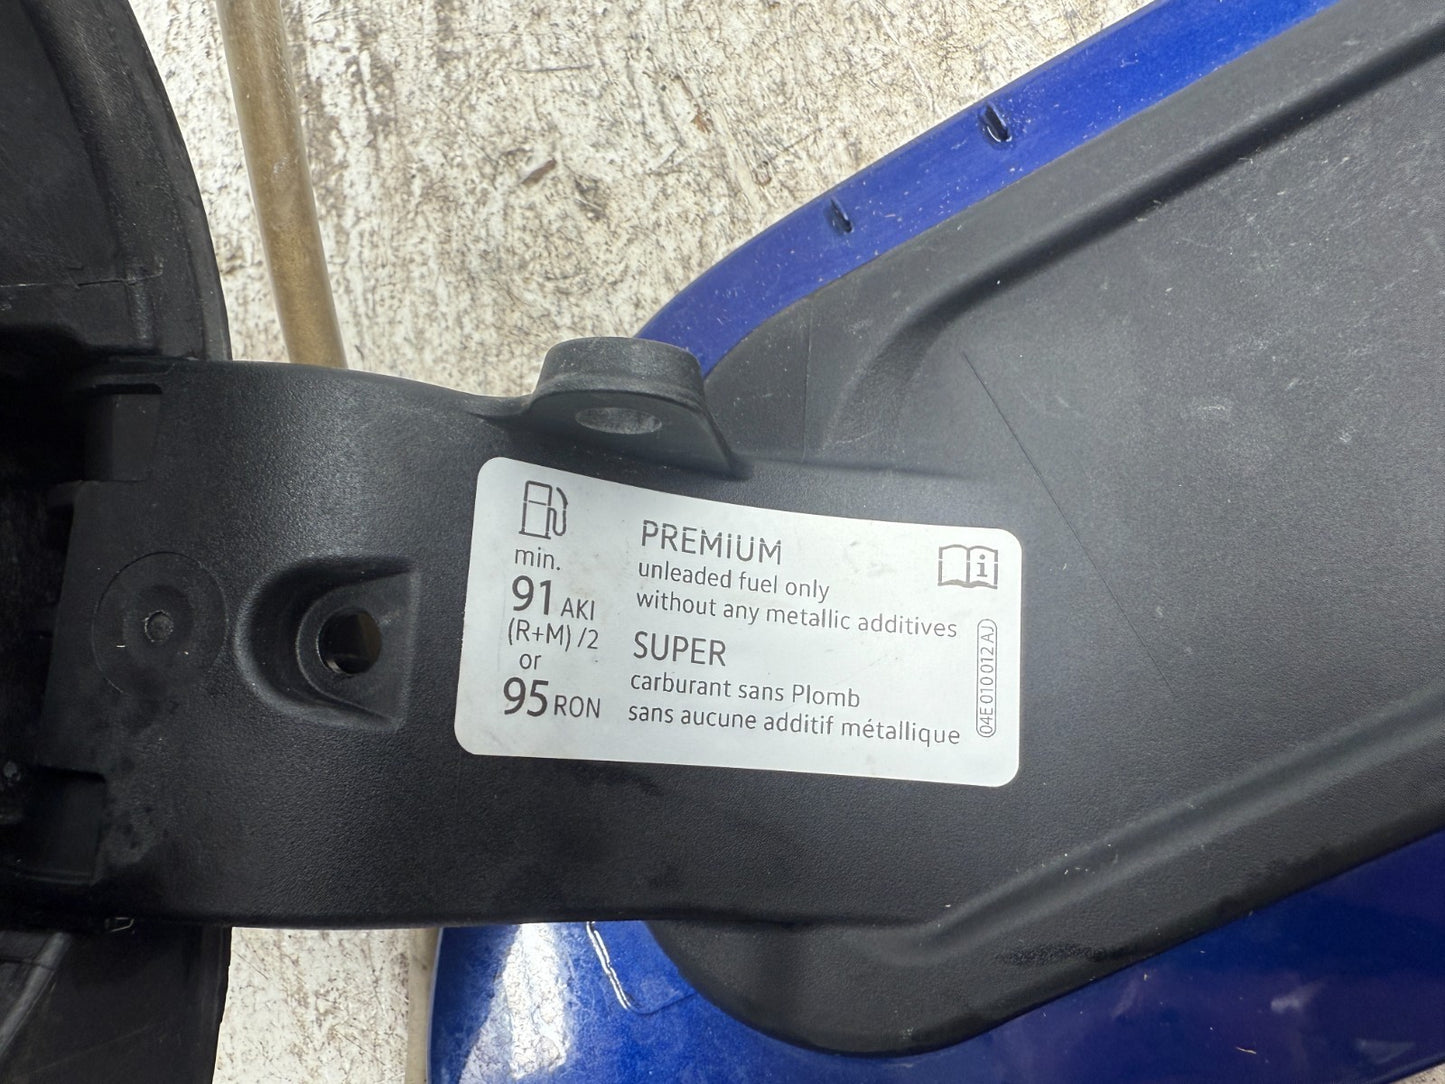 min.
91 AKI
(R+M) /2
or
95 RON
PREMiUM
unleaded fuel only
without any metallic additives
SUPER
carburant sans Plomb
sans aucune additif métallique
i
04E 010 012 AJ